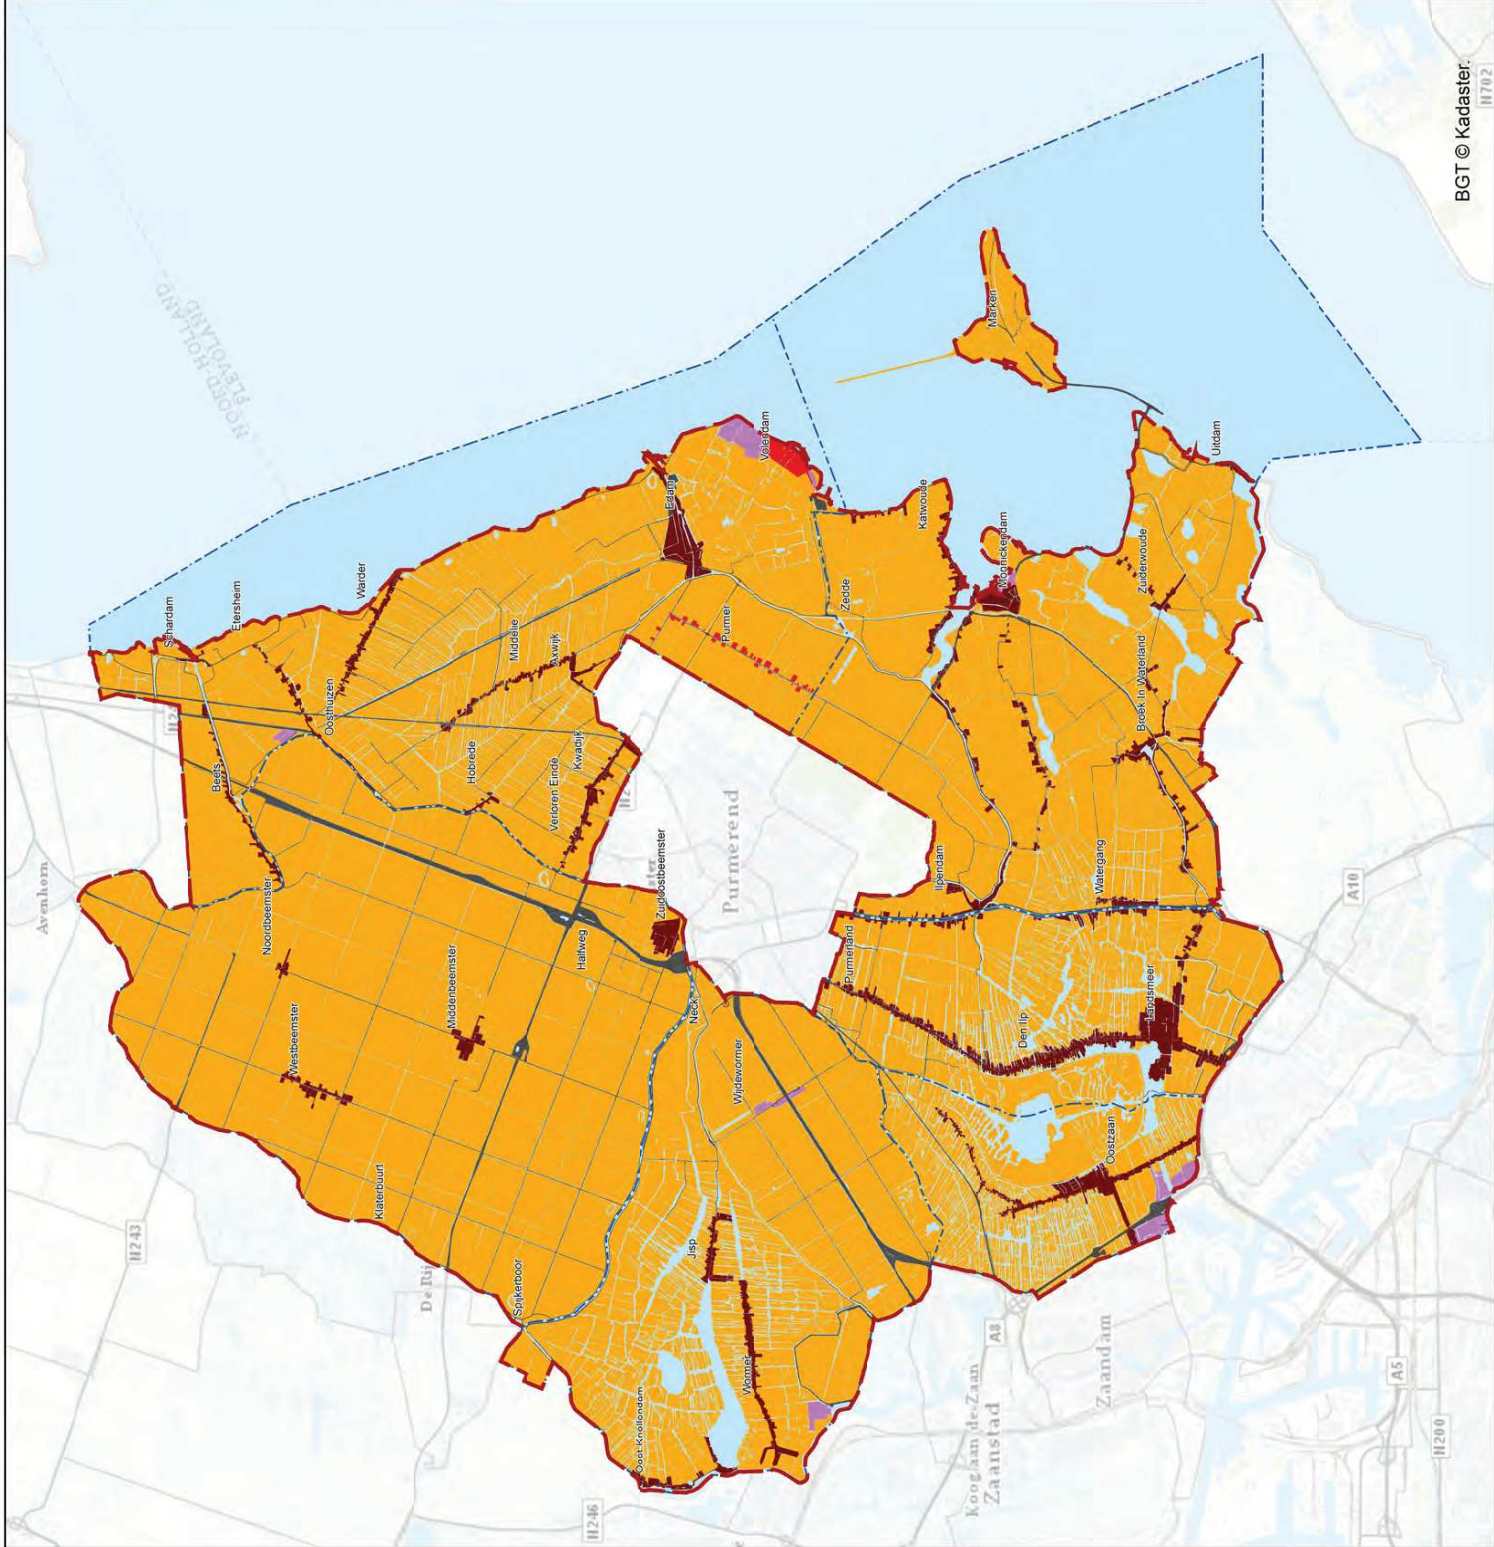 Avenhorn
N243
Schardam
NOORD-HOLLAND
FLEVOLAND
Beets
Etersheim
Noordbeemster
Westbeemster
Oosthuizen
Warder
Klaterbuurt
De Rij
Middenbeemster
Hobrede
Middelie
Spijkerboor
Verloren Einde
Axwijk
Kwadijk
Halfweg
N246
Oost Knollendam
Zuidoostbeemster
Edam
Jisp
Neck
Purmerend
Purmer
Wormer
Wijdewormer
Volendam
Purmerland
Zedde
Katwoude
Ilpendam
Koog aan de Zaan
Zaanstad
A8
Marken
Monnickendam
Den Ilp
Zaandam
Oostzaan
Watergang
Landsmeer
Broek In Waterland
Zuiderwoude
Uitdam
A10
A5
N200
BGT © Kadaster.
N702